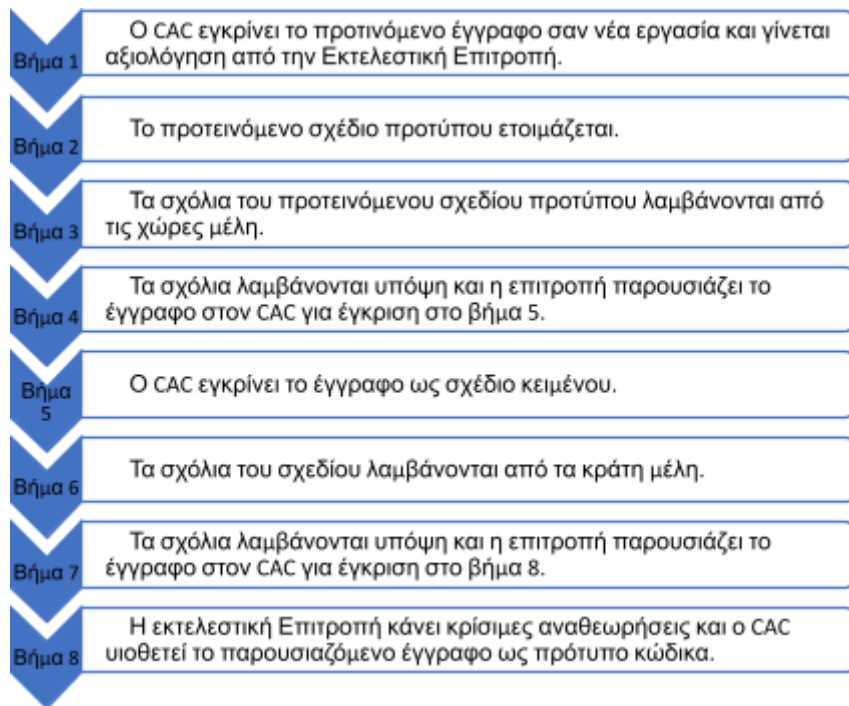 Βήμα 1
Ο CAC εγκρίνει το προτινόμενο έγγραφο σαν νέα εργασία και γίνεται
αξιολόγηση από την Εκτελεστική Επιτροπή.
Βήμα 2
Το προτεινόμενο σχέδιο προτύπου ετοιμάζεται.
Βήμα 3
Τα σχόλια του προτεινόμενου σχεδίου προτύπου λαμβάνονται από
τις χώρες μέλη.
Βήμα 4
Τα σχόλια λαμβάνονται υπόψη και η επιτροπή παρουσιάζει το
έγγραφο στον CAC για έγκριση στο βήμα 5.
Βήμα
5
Ο CAC εγκρίνει το έγγραφο ως σχέδιο κειμένου.
Βήμα 6
Τα σχόλια του σχεδίου λαμβάνονται από τα κράτη μέλη.
Βήμα 7
Τα σχόλια λαμβάνονται υπόψη και η επιτροπή παρουσιάζει το
έγγραφο στον CAC για έγκριση στο βήμα 8.
Βήμα 8
Η εκτελεστική Επιτροπή κάνει κρίσιμες αναθεωρήσεις και ο CAC
υιοθετεί το παρουσιαζόμενο έγγραφο ως πρότυπο κώδικα.